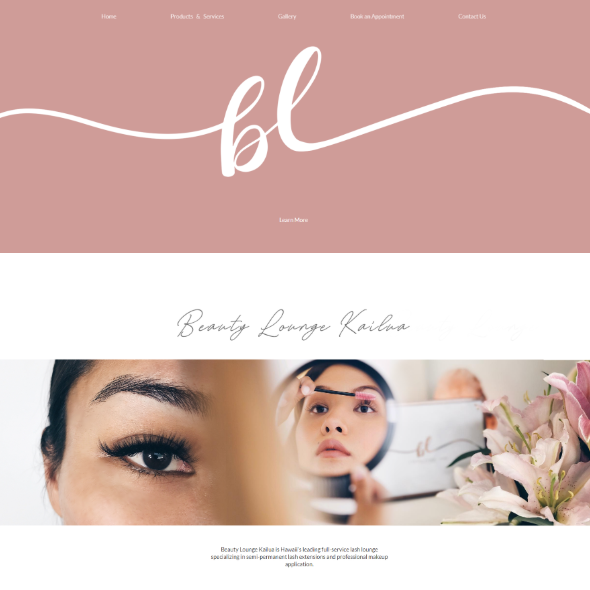 Home Products & Services Gallery Book an Appointment Contact Us
bl
Learn More
Beauty Lounge Kailua
bl
Beauty Lounge Kailua is Hawaii's leading full-service lash lounge
specializing in semi-permanent lash extensions and professional makeup
application.